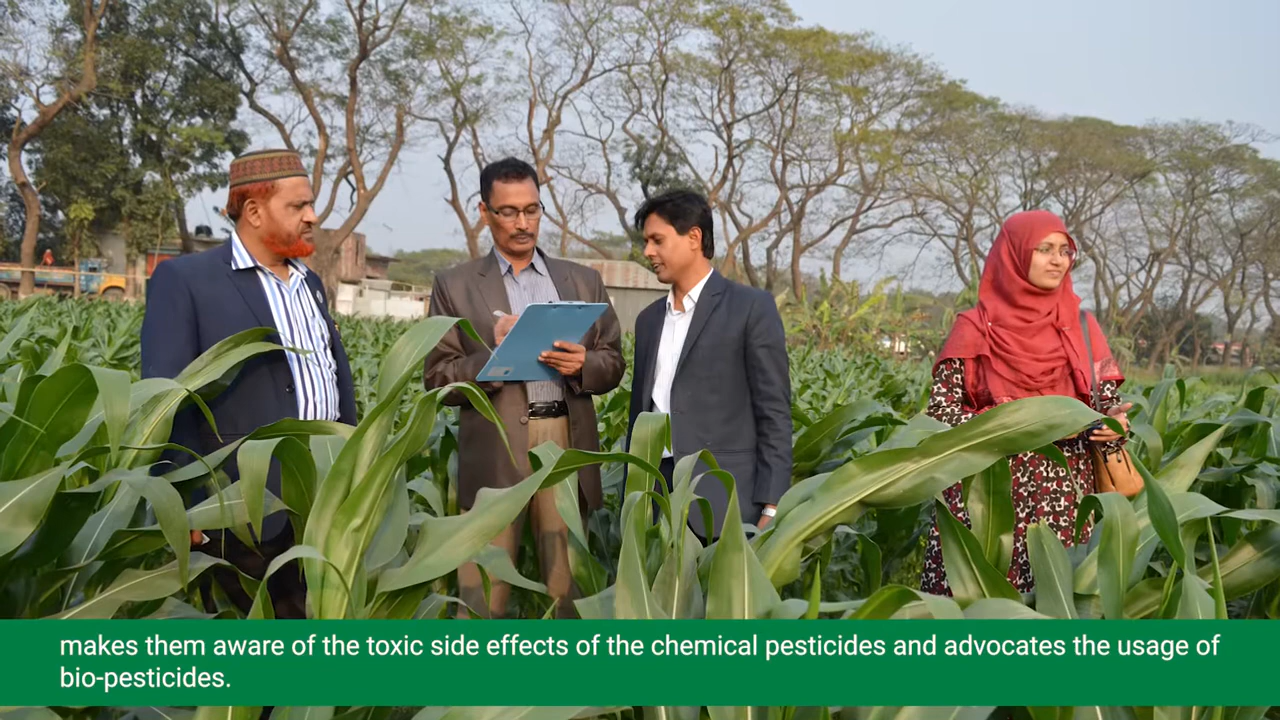 makes them aware of the toxic side effects of the chemical pesticides and advocates the usage of
bio-pesticides.